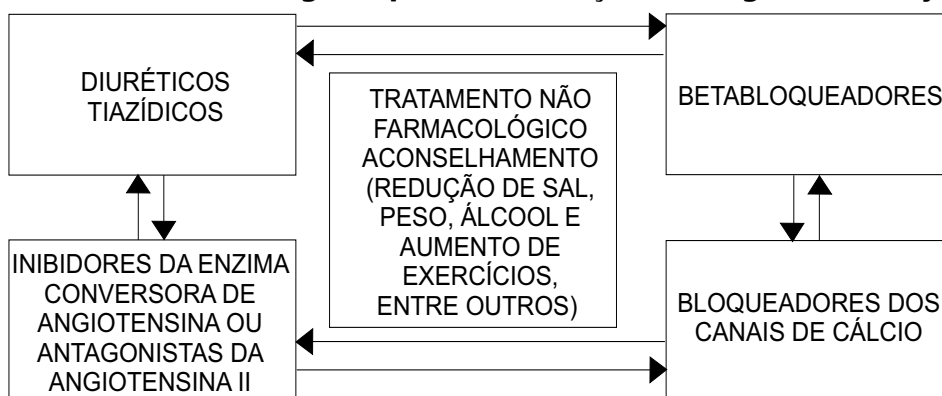 DIURÉTICOS
TIAZÍDICOS
TRATAMENTO NÃO
FARMACOLÓGICO
ACONSELHAMENTO
(REDUÇÃO DE SAL,
PESO, ÁLCOOL E
AUMENTO DE
EXERCÍCIOS,
ENTRE OUTROS)
BETABLOQUEADORES
INIBIDORES DA ENZIMA
CONVERSORA DE
ANGIOTENSINA OU
ANTAGONISTAS DA
ANGIOTENSINA II
BLOQUEADORES DOS
CANAIS DE CÁLCIO